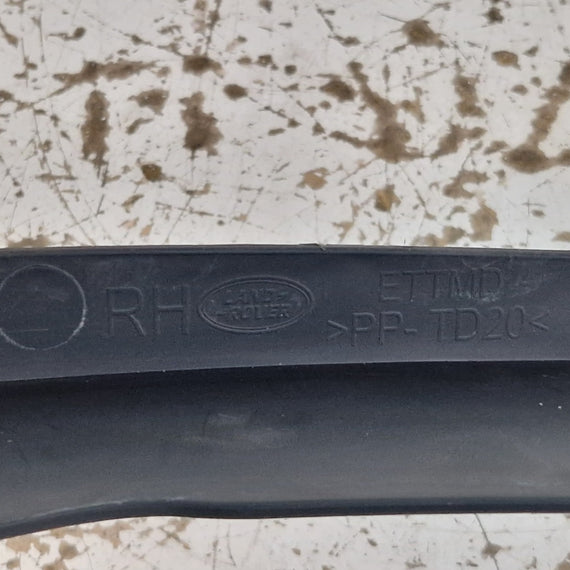 RH
LAND-
-ROVER
ETTMD
>PP-TD20<